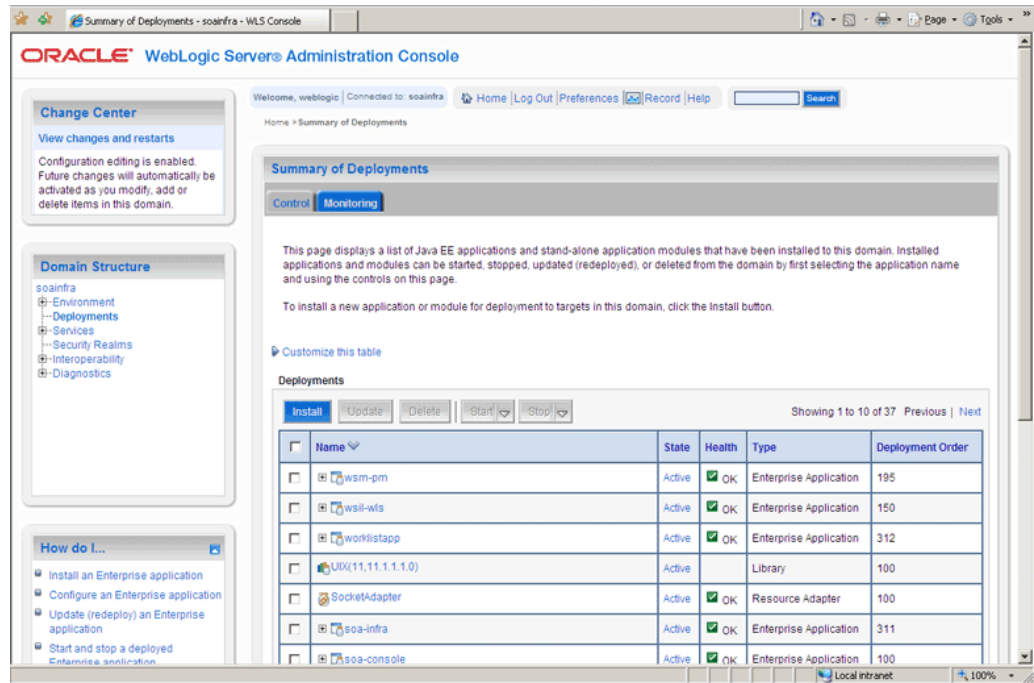 Summary of Deployments - soainfra - WLS Console
Page
Tools
»
ORACLE® WebLogic Server® Administration Console
Change Center
View changes and restarts
Configuration editing is enabled.
Future changes will automatically be
activated as you modify, add or
delete items in this domain.
Domain Structure
soainfra
Environment
Deployments
Services
Security Realms
Interoperability
Diagnostics
How do I...
Install an Enterprise application
Configure an Enterprise application
Update (redeploy) an Enterprise
application
Start and stop a deployed
Enterprise application
Welcome, weblogic Connected to: soainfra Home Log Out Preferences Record Help Search
Home > Summary of Deployments
Summary of Deployments
Control Monitoring
This page displays a list of Java EE applications and stand-alone application modules that have been installed to this domain. Installed
applications and modules can be started, stopped, updated (redeployed), or deleted from the domain by first selecting the application name
and using the controls on this page.
To install a new application or module for deployment to targets in this domain, click the Install button.
Customize this table
Deployments
Install Update Delete Start Stop Showing 1 to 10 of 37 Previous | Next
Name State Health Type Deployment Order
wsm-pm Active OK Enterprise Application 195
wsil-wls Active OK Enterprise Application 150
worklistapp Active OK Enterprise Application 312
UIX(11,11.1.1.1.0) Active Library 100
SocketAdapter Active OK Resource Adapter 100
soa-infra Active OK Enterprise Application 311
soa-console Active OK Enterprise Application 100
Local intranet 100%